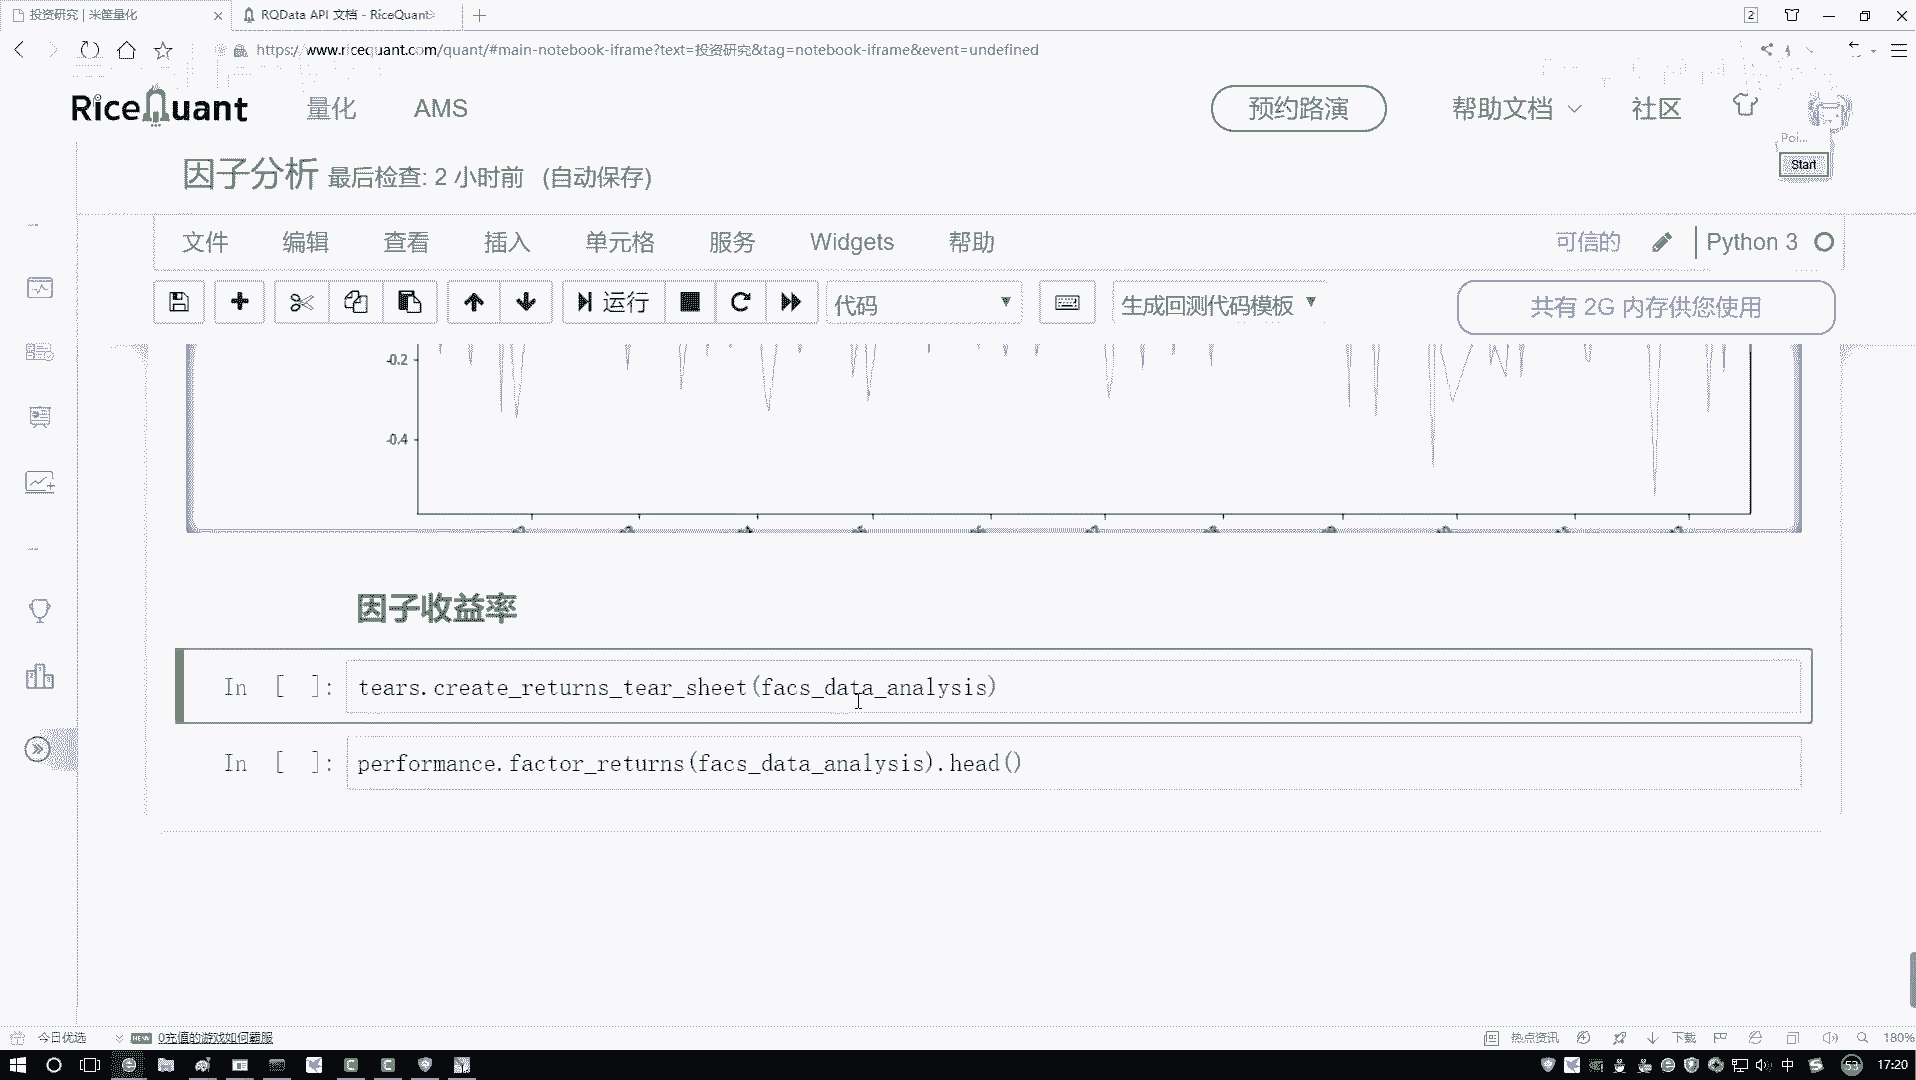 投资研究 | 米筐量化
RQData API 文档 - RiceQuant
2
https://www.ricequant.com/quant/#main-notebook-iframe?text=投资研究&tag=notebook-iframe&event=undefined
RiceQuant 量化 AMS 预约路演 帮助文档 社区
Poi...
Start
因子分析 最后检查: 2 小时前 (自动保存)
文件 编辑 查看 插入 单元格 服务 Widgets 帮助 可信的 Python 3
运行 代码 生成回测代码模板 共有 2G 内存供您使用
-0.2
-0.4
因子收益率
In [ ]: tears.create_returns_tear_sheet(facs_data_analysis)
In [ ]: performance.factor_returns(facs_data_analysis).head()
今日优选 NEW 0充值的游戏如何霸服 热点资讯 下载 180%
中 53 17:20